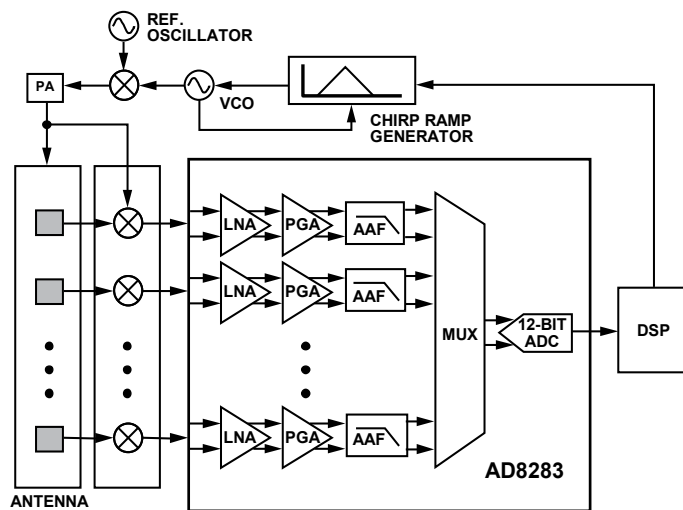 REF.
OSCILLATOR
PA
VCO
CHIRP RAMP
GENERATOR
LNA
PGA
AAF
LNA
PGA
AAF
MUX
12-BIT
ADC
DSP
LNA
PGA
AAF
AD8283
ANTENNA